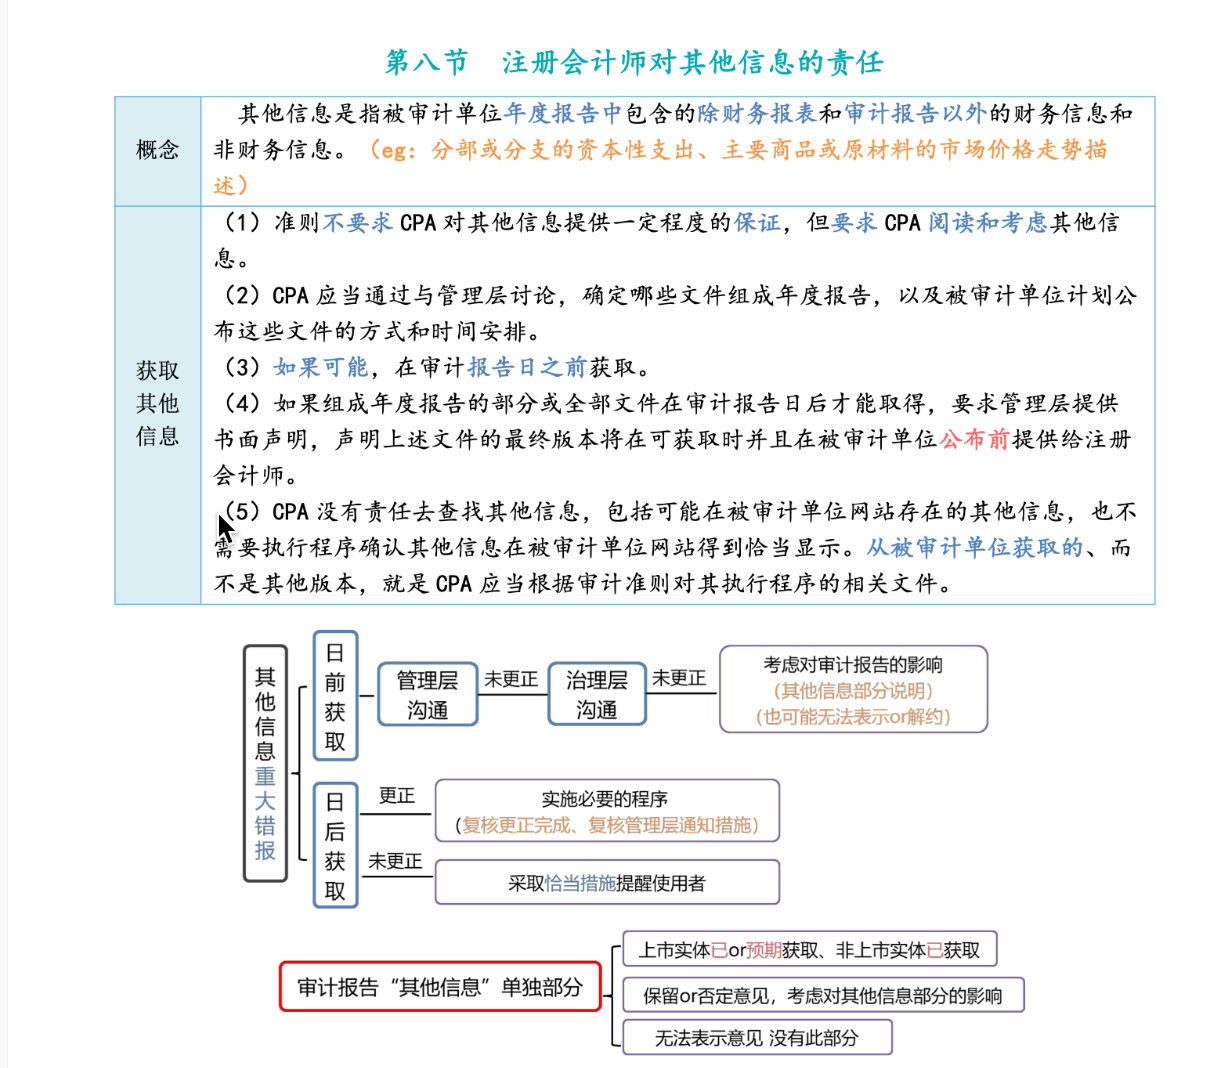 第八节 注册会计师对其他信息的责任
概念
其他信息是指被审计单位年度报告中包含的除财务报表和审计报告以外的财务信息和
非财务信息。（eg：分部或分支的资本性支出、主要商品或原材料的市场价格走势描
述）
获取
其他
信息
（1）准则不要求 CPA 对其他信息提供一定程度的保证，但要求 CPA 阅读和考虑其他信
息。
（2）CPA 应当通过与管理层讨论，确定哪些文件组成年度报告，以及被审计单位计划公
布这些文件的方式和时间安排。
（3）如果可能，在审计报告日之前获取。
（4）如果组成年度报告的部分或全部文件在审计报告日后才能取得，要求管理层提供
书面声明，声明上述文件的最终版本将在可获取时并且在被审计单位公布前提供给注册
会计师。
（5）CPA 没有责任去查找其他信息，包括可能在被审计单位网站存在的其他信息，也不
需要执行程序确认其他信息在被审计单位网站得到恰当显示。从被审计单位获取的、而
不是其他版本，就是 CPA 应当根据审计准则对其执行程序的相关文件。
其他信息重大错报
日前获取
管理层
沟通
未更正
治理层
沟通
未更正
考虑对审计报告的影响
（其他信息部分说明）
（也可能无法表示or解约）
日后获取
更正
实施必要的程序
（复核更正完成、复核管理层通知措施）
未更正
采取恰当措施提醒使用者
审计报告“其他信息”单独部分
上市实体已or预期获取、非上市实体已获取
保留or否定意见，考虑对其他信息部分的影响
无法表示意见 没有此部分